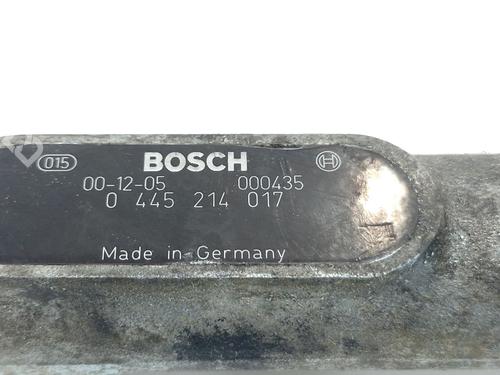 015 BOSCH
00-12-05 000435
0 445 214 017
Made in Germany